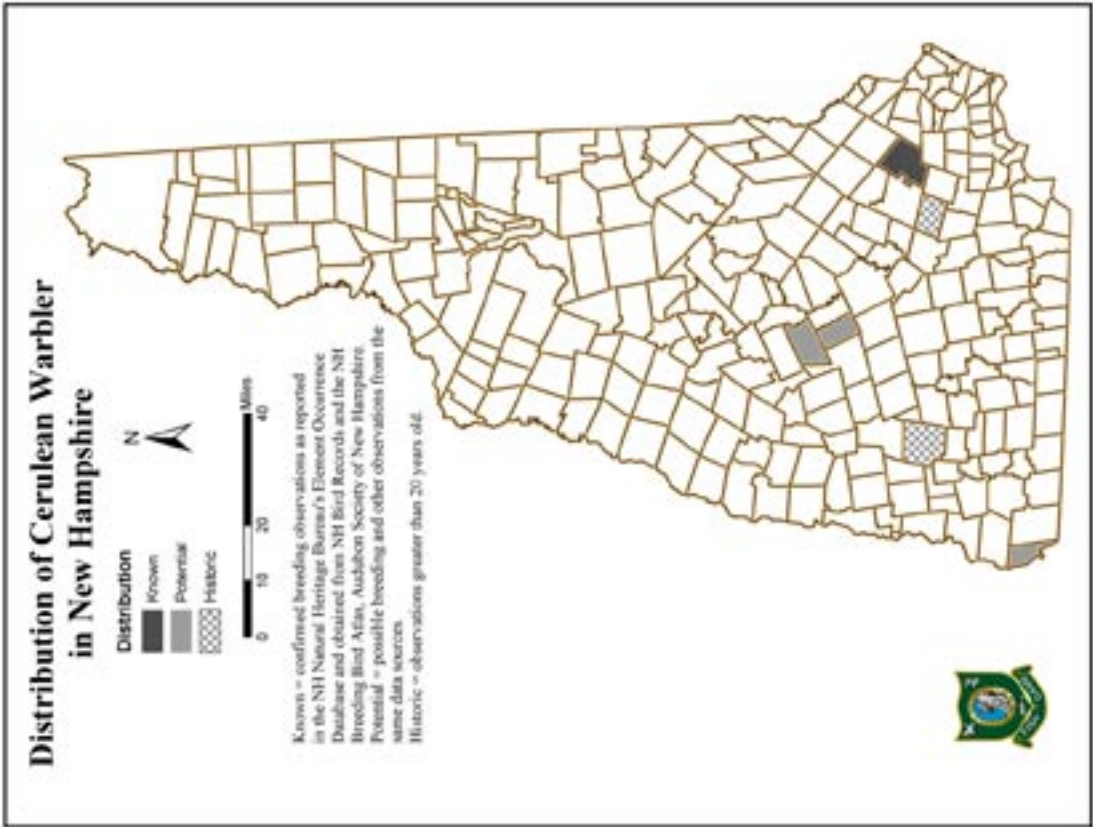 Distribution of Cerulean Warbler
in New Hampshire
N
Distribution
Known
Potential
Historic
0 10 20 40
Miles
Known = confirmed breeding observations as reported
in the NH Natural Heritage Bureau's Element Occurrence
Database and obtained from NH Bird Records and the NH
Breeding Bird Atlas, Audubon Society of New Hampshire.
Potential = possible breeding and other observations from the
same data sources.
Historic = observations greater than 20 years old.